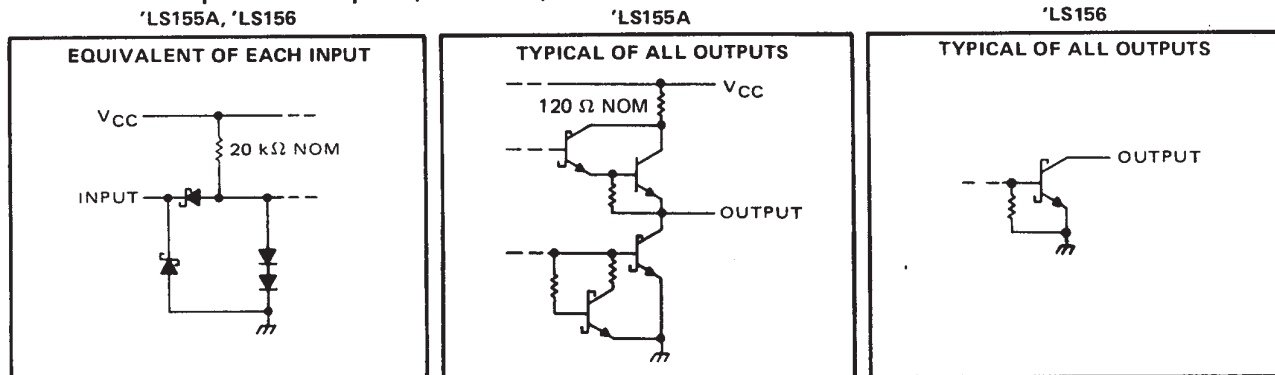 'LS155A, 'LS156
EQUIVALENT OF EACH INPUT
VCC
20 kΩ NOM
INPUT
'LS155A
TYPICAL OF ALL OUTPUTS
VCC
120 Ω NOM
OUTPUT
'LS156
TYPICAL OF ALL OUTPUTS
OUTPUT